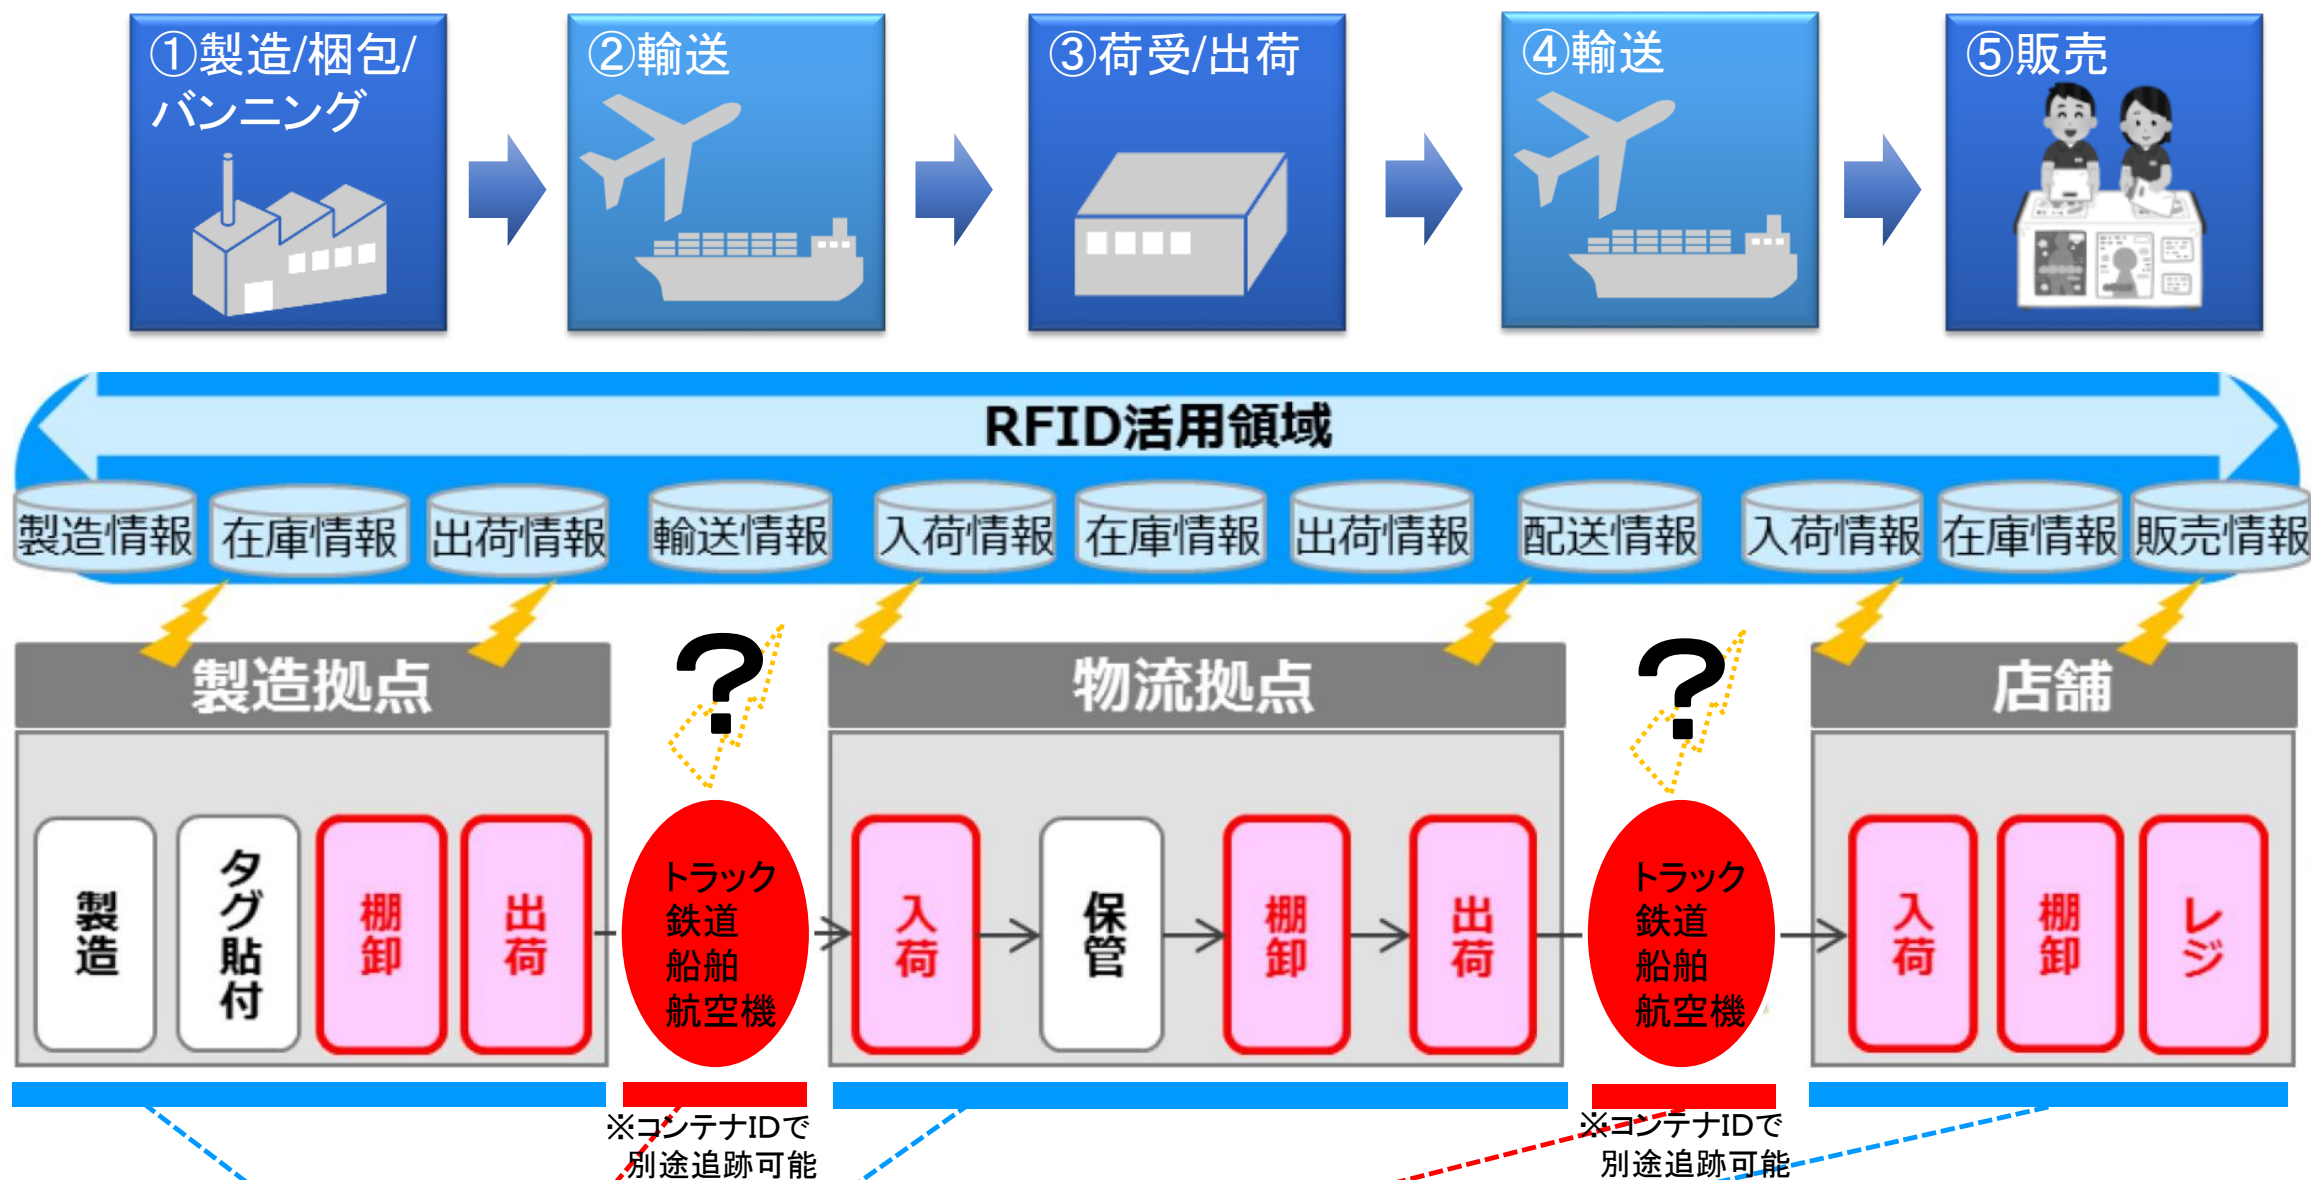 ①製造/梱包/
バンニング
②輸送
③荷受/出荷
④輸送
⑤販売
RFID活用領域
製造情報
在庫情報
出荷情報
輸送情報
入荷情報
在庫情報
出荷情報
配送情報
入荷情報
在庫情報
販売情報
製造拠点
?
物流拠点
?
店舗
製造
タグ貼付
棚卸
出荷
トラック
鉄道
船舶
航空機
入荷
保管
棚卸
出荷
トラック
鉄道
船舶
航空機
入荷
棚卸
レジ
※コンテナIDで
別途追跡可能
※コンテナIDで
別途追跡可能